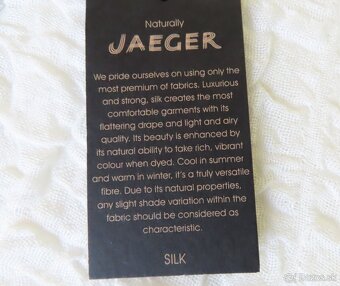 Naturally
JAEGER
We pride ourselves on using only the
most premium of fabrics. Luxurious
and strong, silk creates the most
comfortable garments with its
flattering drape and light and airy
quality. Its beauty is enhanced by
its natural ability to take rich, vibrant
colour when dyed. Cool in summer
and warm in winter, it's a truly versatile
fibre. Due to its natural properties,
any slight shade variation within the
fabric should be considered as
characteristic.
SILK